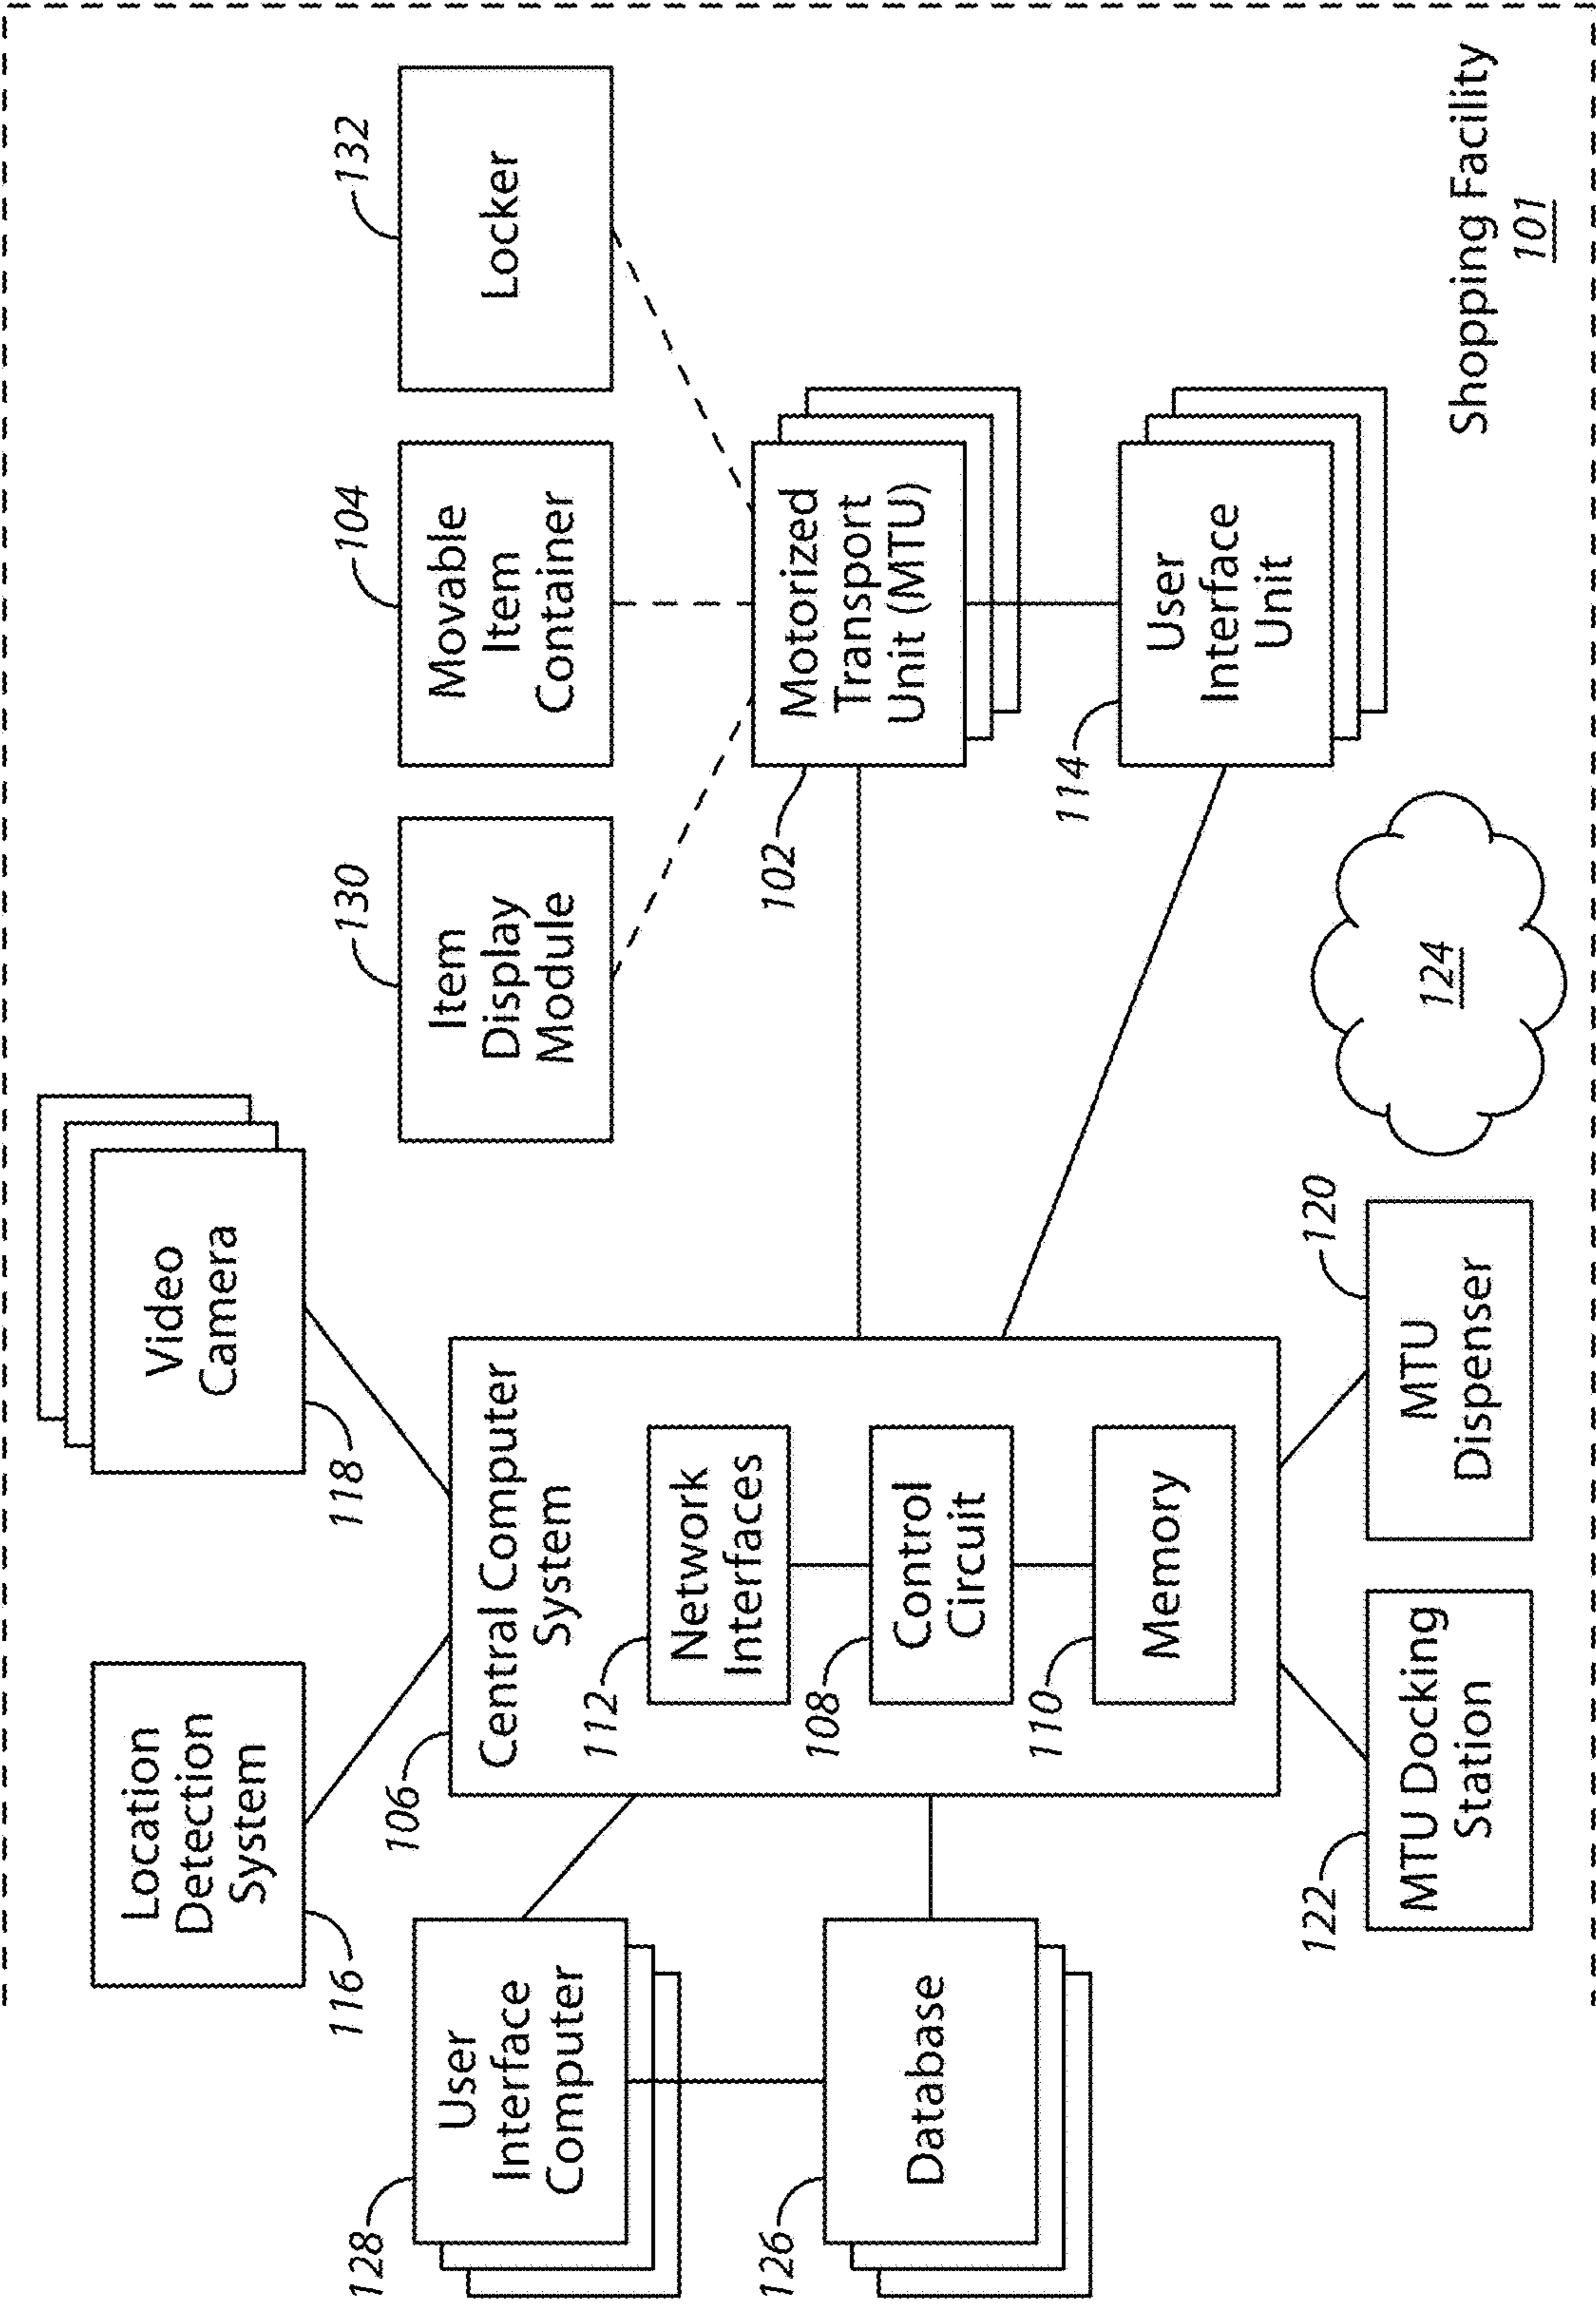 Location
Detection
System
116
Video
Camera
118
128
User
Interface
Computer
126
Database
106
Central Computer
System
112
Network
Interfaces
108
Control
Circuit
110
Memory
122
MTU Docking
Station
120
MTU
Dispenser
130
Item
Display
Module
104
Movable
Item
Container
132
Locker
102
Motorized
Transport
Unit (MTU)
114
User
Interface
Unit
124
Shopping Facility
101